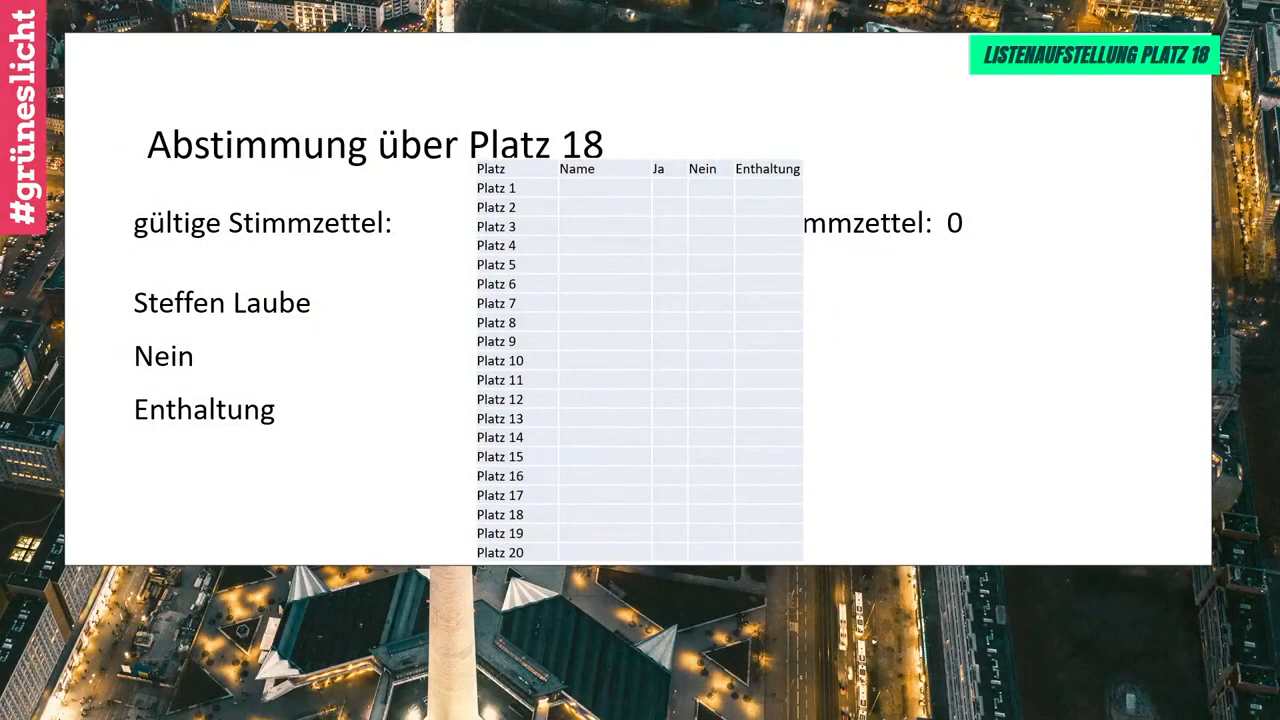 #grüneslicht
LISTENAUFSTELLUNG PLATZ 18
Abstimmung über Platz 18
gültige Stimmzettel:
mmzettel: 0
Steffen Laube
Nein
Enthaltung
Platz Name Ja Nein Enthaltung
Platz 1
Platz 2
Platz 3
Platz 4
Platz 5
Platz 6
Platz 7
Platz 8
Platz 9
Platz 10
Platz 11
Platz 12
Platz 13
Platz 14
Platz 15
Platz 16
Platz 17
Platz 18
Platz 19
Platz 20